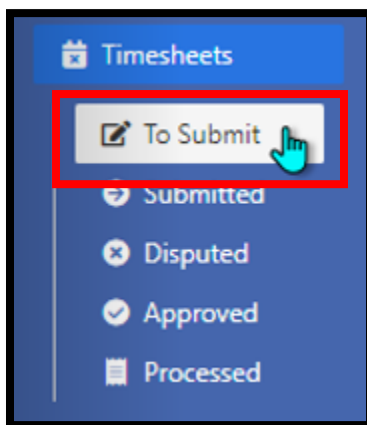 Timesheets
To Submit
Submitted
Disputed
Approved
Processed